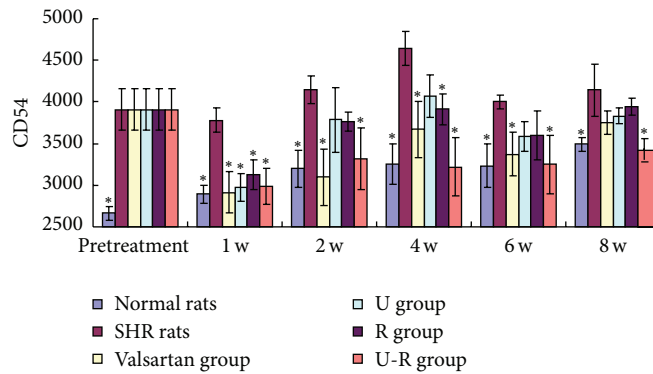 CD54
5000
4500
4000
3500
3000
2500
* * * * * * * * * * * * * * * * * * * *
Pretreatment 1 w 2 w 4 w 6 w 8 w
Normal rats U group
SHR rats R group
Valsartan group U-R group